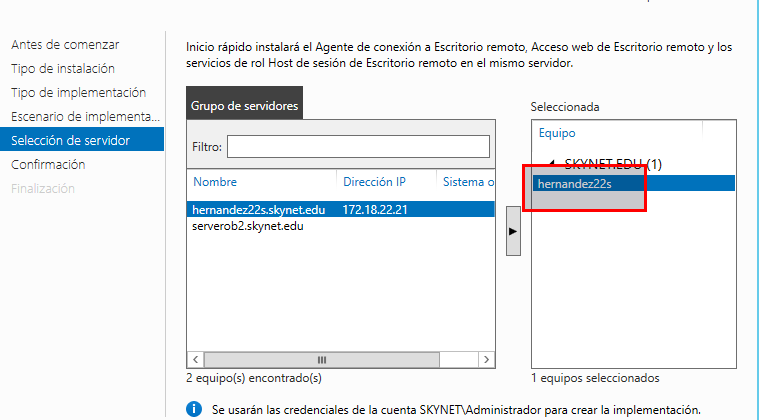 Antes de comenzar
Tipo de instalación
Tipo de implementación
Escenario de implementa...
Selección de servidor
Confirmación
Finalización
Inicio rápido instalará el Agente de conexión a Escritorio remoto, Acceso web de Escritorio remoto y los
servicios de rol Host de sesión de Escritorio remoto en el mismo servidor.
Grupo de servidores
Filtro:
Nombre Dirección IP Sistema o
hernandez22s.skynet.edu 172.18.22.21
serverob2.skynet.edu
2 equipo(s) encontrado(s)
Seleccionada
Equipo
SKYNET.EDU (1)
hernandez22s
1 equipos seleccionados
Se usarán las credenciales de la cuenta SKYNET\Administrador para crear la implementación.